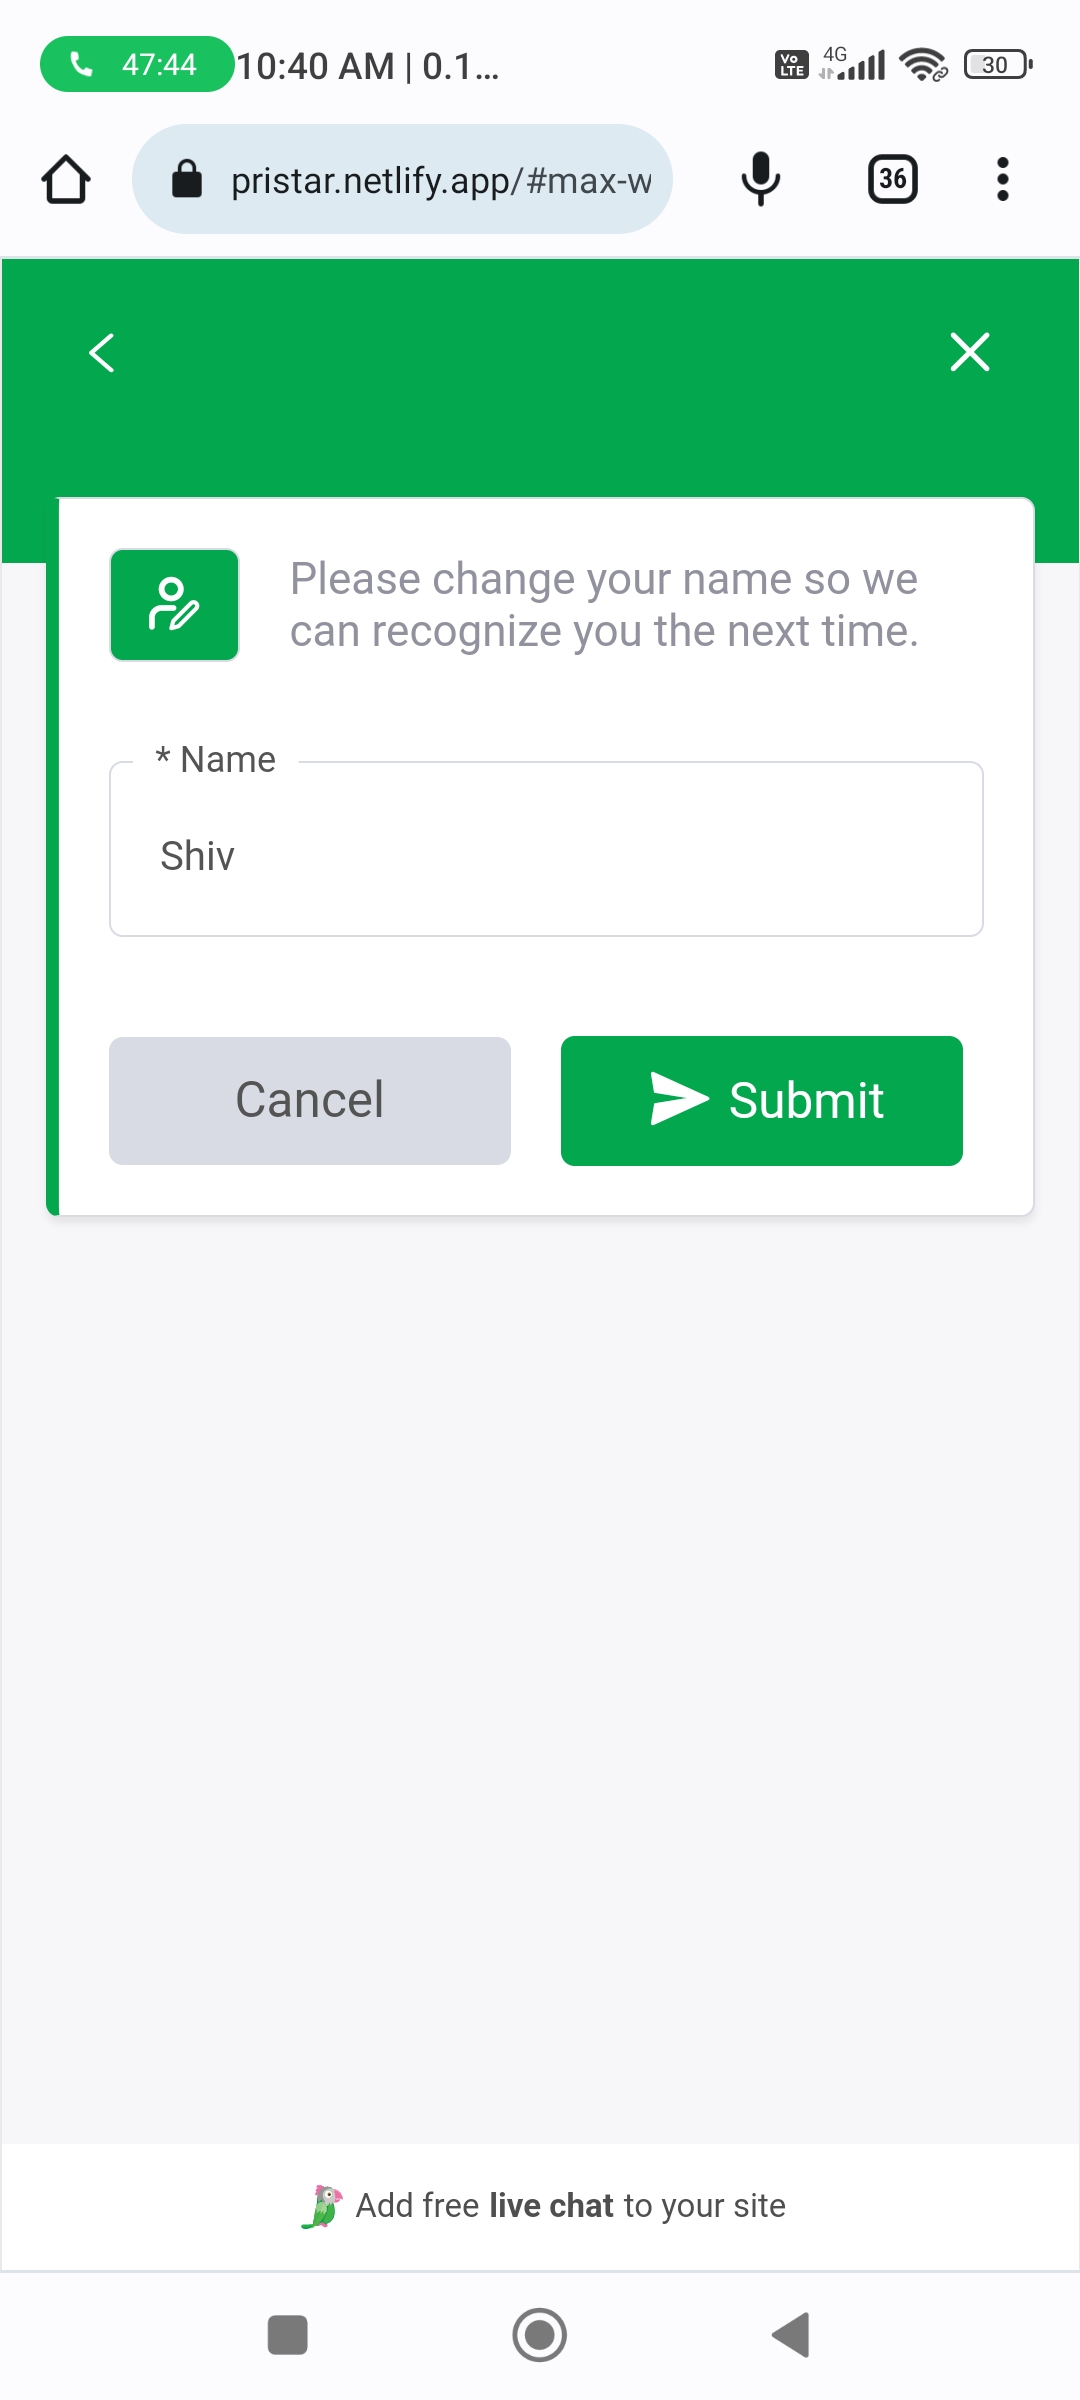 47:44 10:40 AM | 0.1... Vo LTE 4G 30
pristar.netlify.app/#max-w 36
Please change your name so we
can recognize you the next time.
* Name
Shiv
Cancel Submit
Add free live chat to your site